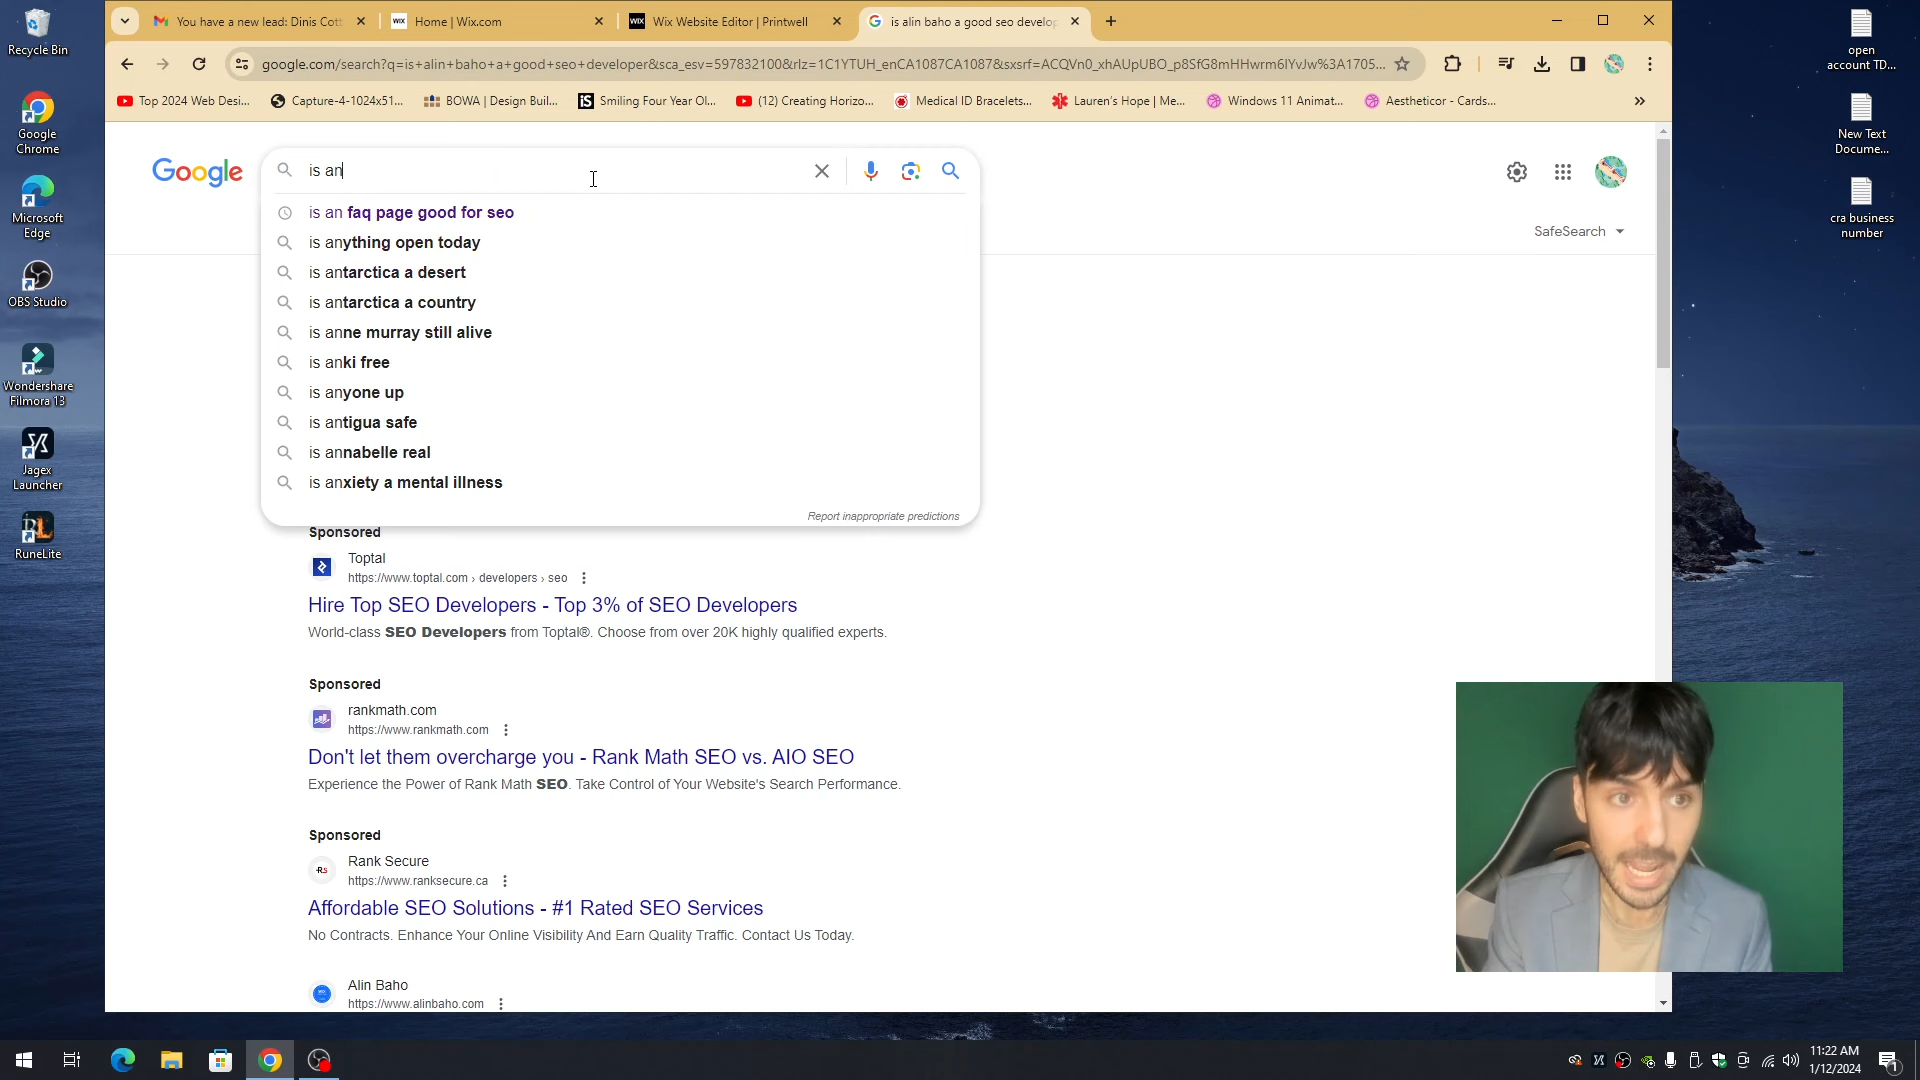 Recycle Bin
Google
Chrome
Microsoft
Edge
OBS Studio
Wondershare
Filmora 13
Jagex
Launcher
RuneLite
You have a new lead: Dinis Cott
Home | Wix.com
Wix Website Editor | Printwell
is alin baho a good seo develop
google.com/search?q=is+alin+baho+a+good+seo+developer&sca_esv=597832100&rlz=1C1YTUH_enCA1087CA1087&sxsrf=ACQVn0_xhAUpUBO_p8SfG8mHHwrm6lYvJw%3A1705...
Top 2024 Web Desi...
Capture-4-1024x51...
BOWA | Design Buil...
Smiling Four Year Ol...
(12) Creating Horizo...
Medical ID Bracelets...
Lauren's Hope | Me...
Windows 11 Animat...
Aestheticor - Cards...
Google
is an
is an faq page good for seo
is anything open today
is antarctica a desert
is antarctica a country
is anne murray still alive
is anki free
is anyone up
is antigua safe
is annabelle real
is anxiety a mental illness
Report inappropriate predictions
SafeSearch
Sponsored
Toptal
https://www.toptal.com › developers › seo
Hire Top SEO Developers - Top 3% of SEO Developers
World-class SEO Developers from Toptal®. Choose from over 20K highly qualified experts.
Sponsored
rankmath.com
https://www.rankmath.com
Don't let them overcharge you - Rank Math SEO vs. AIO SEO
Experience the Power of Rank Math SEO. Take Control of Your Website's Search Performance.
Sponsored
Rank Secure
https://www.ranksecure.ca
Affordable SEO Solutions - #1 Rated SEO Services
No Contracts. Enhance Your Online Visibility And Earn Quality Traffic. Contact Us Today.
Alin Baho
https://www.alinbaho.com
open
account TD...
New Text
Docume...
cra business
number
11:22 AM
1/12/2024